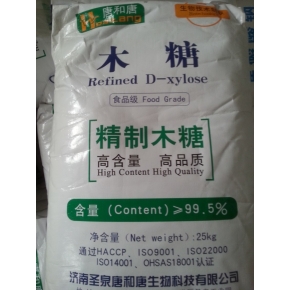 唐和唐
木 糖
Refined D-xylose
食品级 Food Grade
精制木糖
高含量 高品质
High Content High Quality
含量 (Content)≥99.5%
净含量(Net weight):25kg
通过HACCP、ISO9001、ISO22000
ISO14001、OHSAS18001认证
济南圣泉唐和唐生物科技有限公司